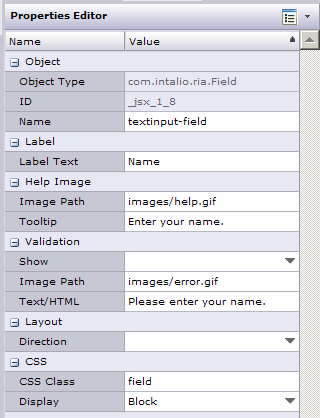 Properties Editor
Name Value
Object
Object Type com.intalio.ria.Field
ID _jsx_1_8
Name textinput-field
Label
Label Text Name
Help Image
Image Path images/help.gif
Tooltip Enter your name.
Validation
Show
Image Path images/error.gif
Text/HTML Please enter your name.
Layout
Direction
CSS
CSS Class field
Display Block